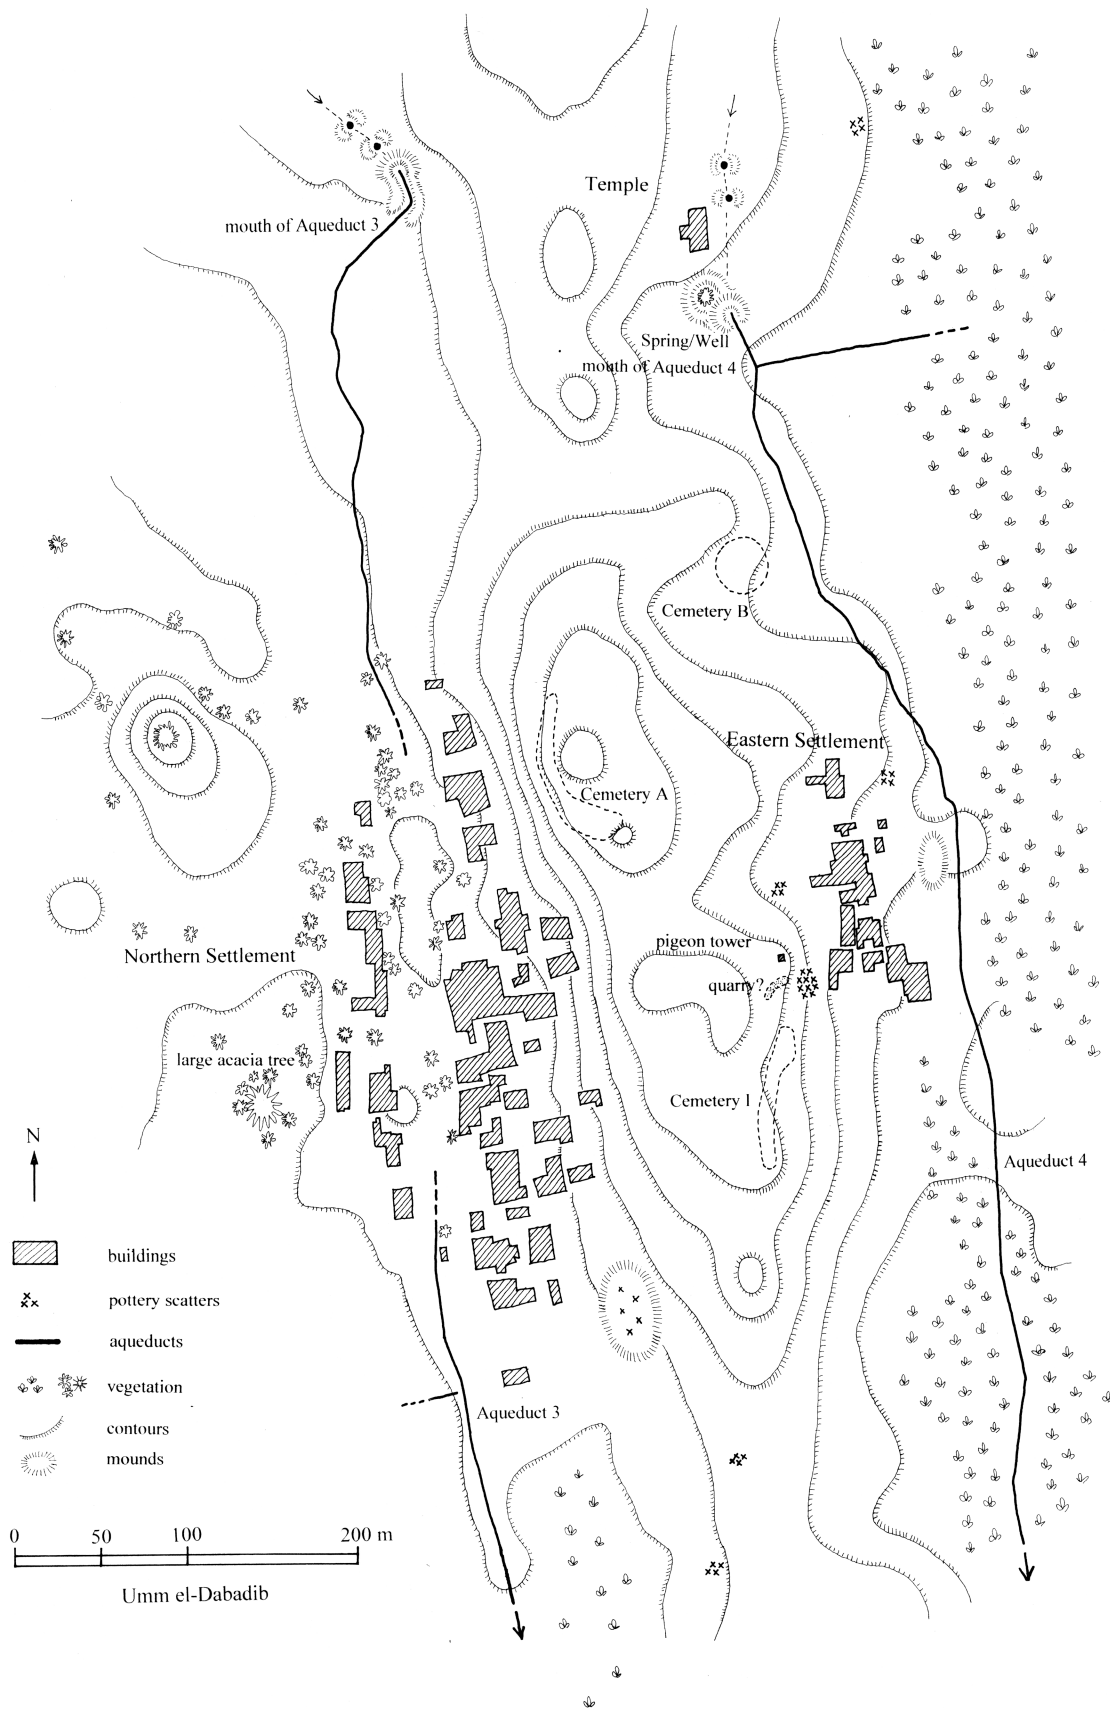 Temple
mouth of Aqueduct 3
Spring/Well
mouth of Aqueduct 4
Cemetery B
Eastern Settlement
Cemetery A
pigeon tower
Northern Settlement
quarry?
large acacia tree
Cemetery 1
N
Aqueduct 4
buildings
pottery scatters
aqueducts
vegetation
contours
Aqueduct 3
mounds
0 50 100 200 m
Umm el-Dabadib